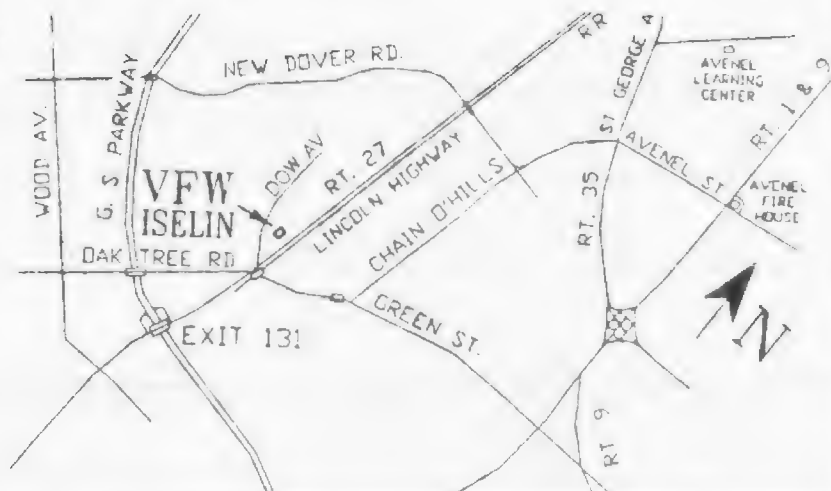 NEW DOVER RD.
RR
ST GEORGE A
AVENEL
LEARNING
CENTER
RT. 1 & 9
WOOD AV.
G. S PARKWAY
DOW AV
RT. 27
LINCOLN HIGHWAY
AVENEL ST.
VFW
ISELIN
CHAIN O'HILLS
RT. 35
AVENEL
FIRE
HOUSE
OAK TREE RD
GREEN ST.
EXIT 131
N
RT 9